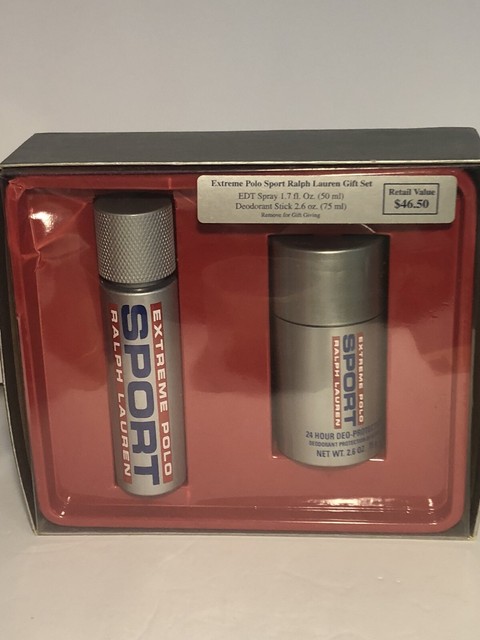 Extreme Polo Sport Ralph Lauren Gift Set
EDT Spray 1.7 fl. Oz. (50 ml)
Deodorant Stick 2.6 oz. (75 ml)
Remove for Gift Giving
Retail Value
$46.50
EXTREME POLO
SPORT
RALPH LAUREN
EXTREME POLO
SPORT
RALPH LAUREN
24 HOUR DEO-PROTECT
DEODORANT PROTECTION
NET WT. 2.6 OZ.